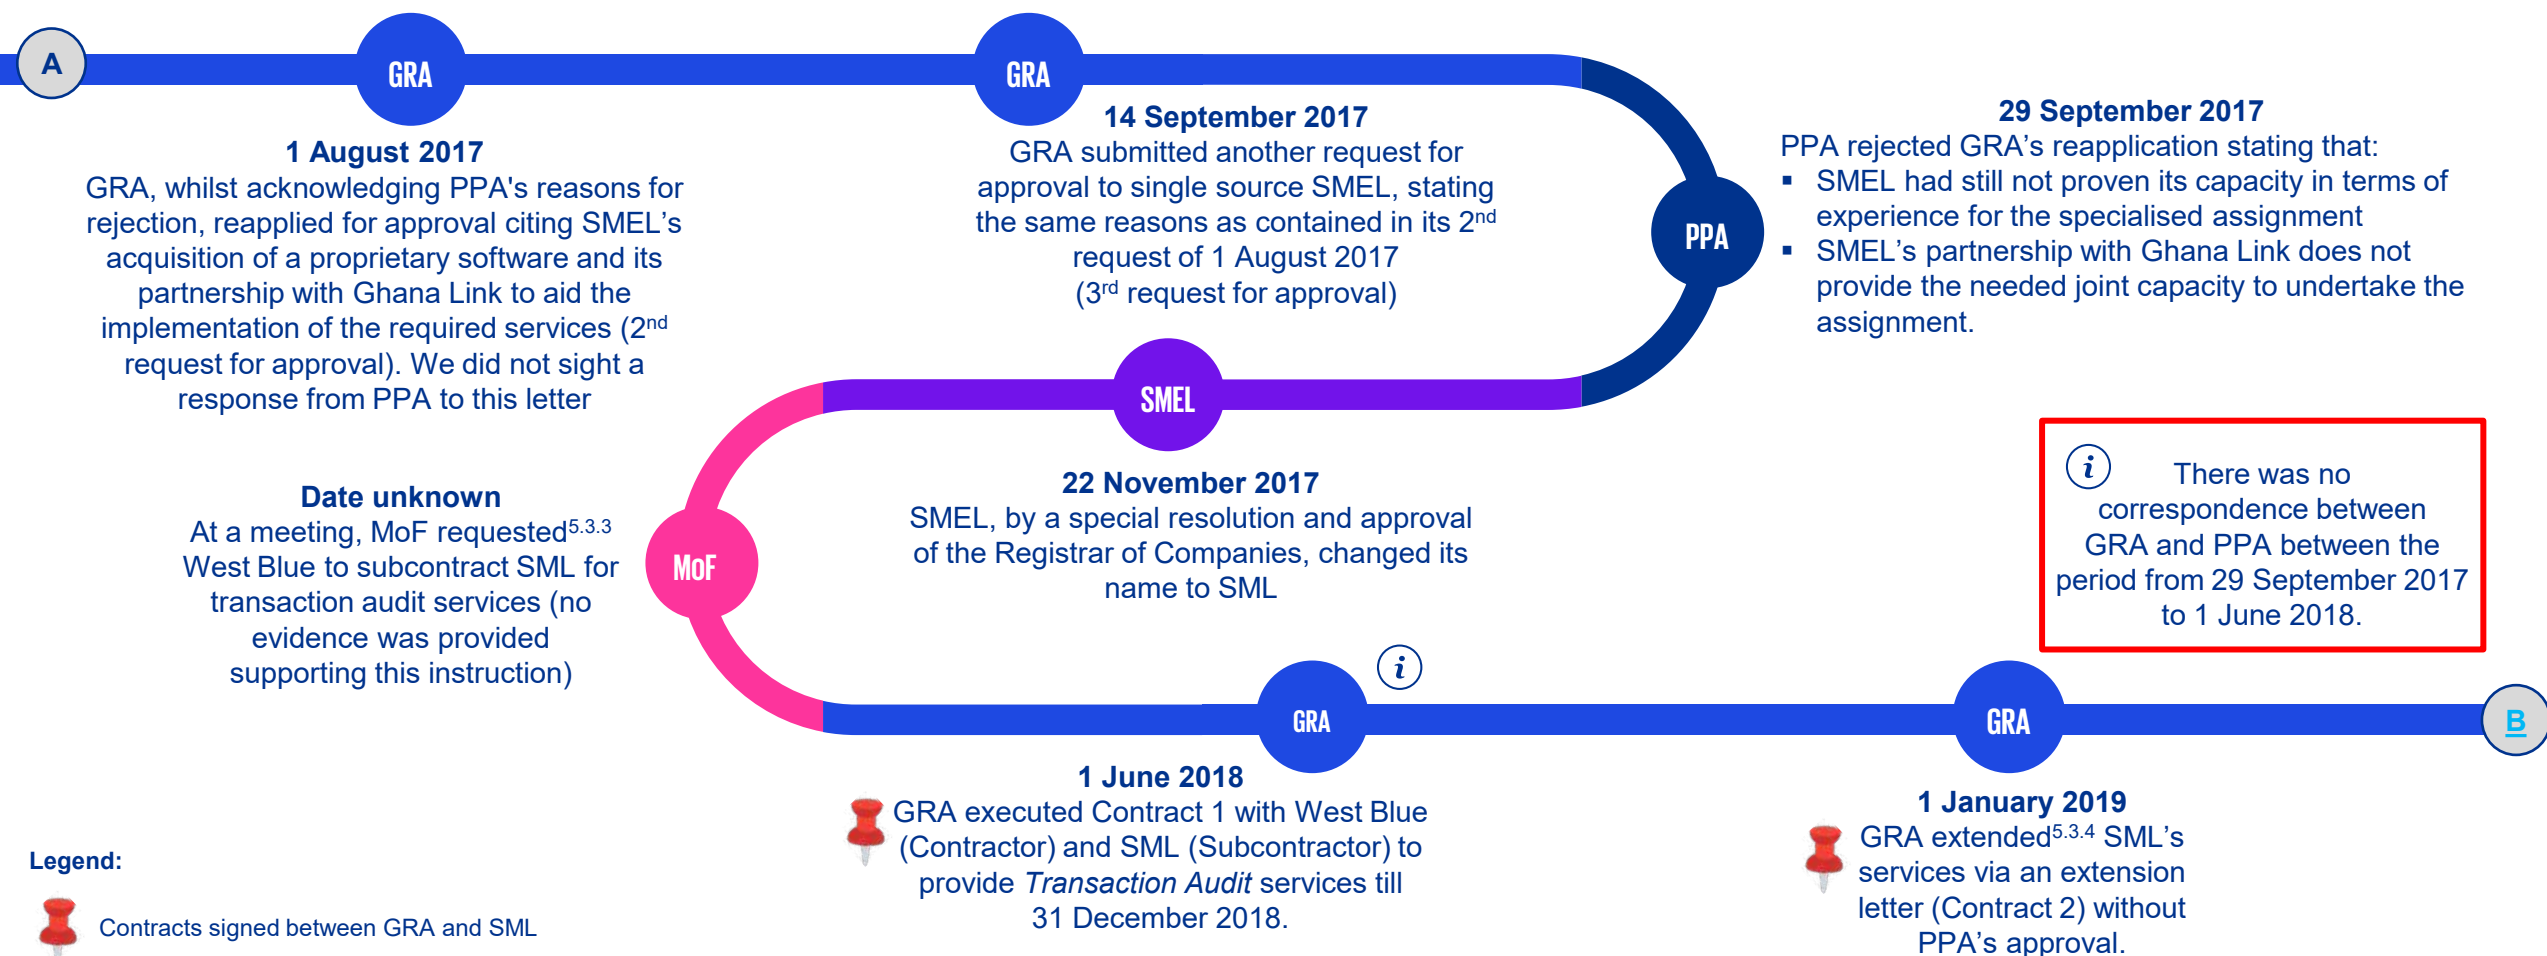 A
GRA
1 August 2017
GRA, whilst acknowledging PPA's reasons for
rejection, reapplied for approval citing SMEL’s
acquisition of a proprietary software and its
partnership with Ghana Link to aid the
implementation of the required services (2nd
request for approval). We did not sight a
response from PPA to this letter
GRA
14 September 2017
GRA submitted another request for
approval to single source SMEL, stating
the same reasons as contained in its 2nd
request of 1 August 2017
(3rd request for approval)
PPA
29 September 2017
PPA rejected GRA’s reapplication stating that:
▪ SMEL had still not proven its capacity in terms of
experience for the specialised assignment
▪ SMEL’s partnership with Ghana Link does not
provide the needed joint capacity to undertake the
assignment.
SMEL
22 November 2017
SMEL, by a special resolution and approval
of the Registrar of Companies, changed its
name to SML
MoF
Date unknown
At a meeting, MoF requested5.3.3
West Blue to subcontract SML for
transaction audit services (no
evidence was provided
supporting this instruction)
i
There was no
correspondence between
GRA and PPA between the
period from 29 September 2017
to 1 June 2018.
GRA
i
1 June 2018
GRA executed Contract 1 with West Blue
(Contractor) and SML (Subcontractor) to
provide Transaction Audit services till
31 December 2018.
GRA
1 January 2019
GRA extended5.3.4 SML’s
services via an extension
letter (Contract 2) without
PPA’s approval.
B
Legend:
Contracts signed between GRA and SML